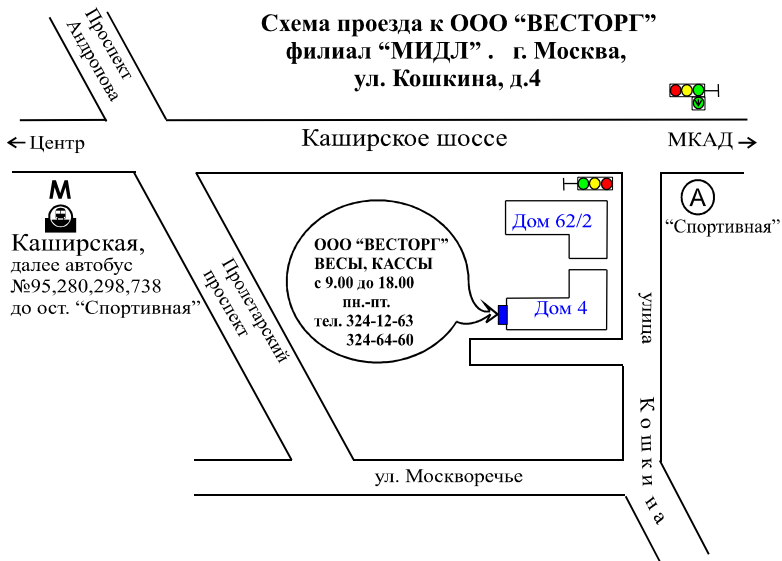 Схема проезда к ООО “ВЕСТОРГ”
филиал “МИДЛ” .   г. Москва,
ул. Кошкина, д.4
Проспект
Андропова
Центр
Каширское шоссе
МКАД
М
Каширская,
далее автобус
№95,280,298,738
до ост. “Спортивная”
Пролетарский
проспект
ООО “ВЕСТОРГ”
ВЕСЫ, КАССЫ
с 9.00 до 18.00
пн.-пт.
тел. 324-12-63
324-64-60
Дом 62/2
Дом 4
А
“Спортивная”
улица
Кошкина
ул. Москворечье